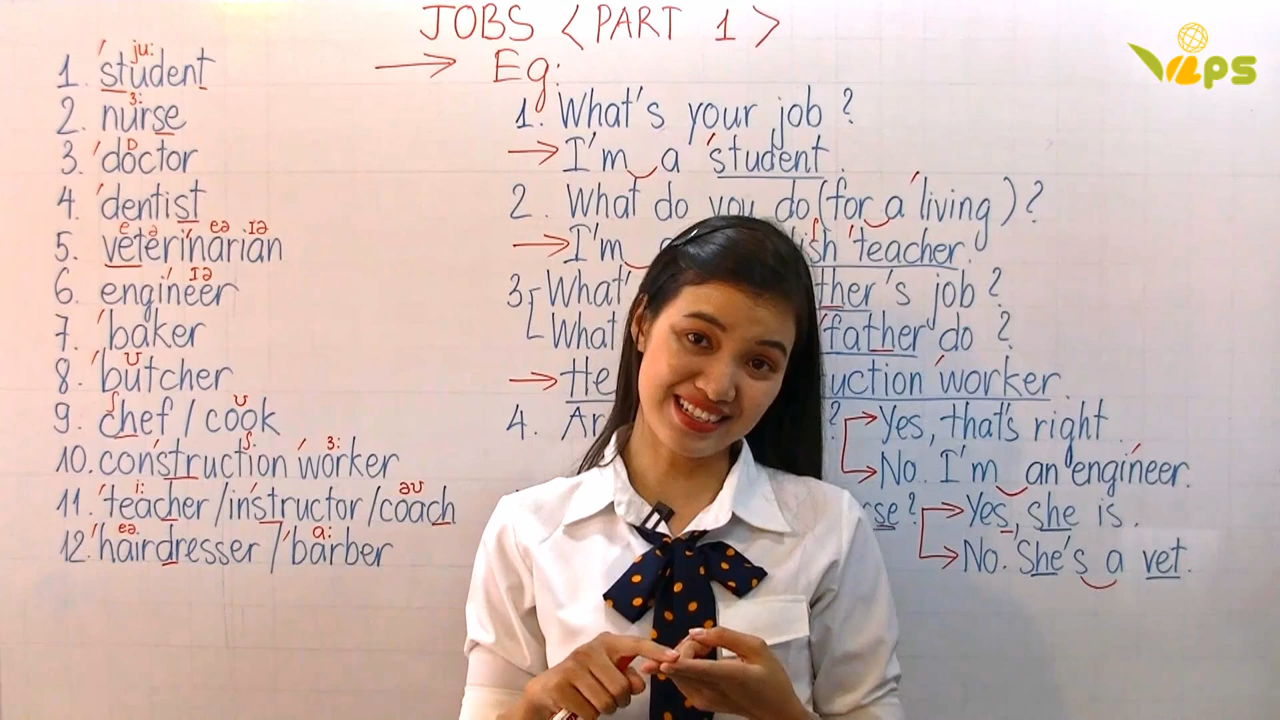 JOBS <PART 1>
1. student
2. nurse
3. doctor
4. dentist
5. veterinarian
6. engineer
7. baker
8. butcher
9. chef / cook
10. construction worker
11. teacher/instructor/coach
12. hairdresser / barber
→ Eg:
1. What's your job ?
→ I'm a student.
2. What do you do (for a living) ?
→ I'm teacher.
3. What 's job ?
What father do ?
→ He worker.
4. ?
→ Yes, that's right.
→ No. I'm an engineer.
?
→ Yes, she is.
→ No. She's a vet.